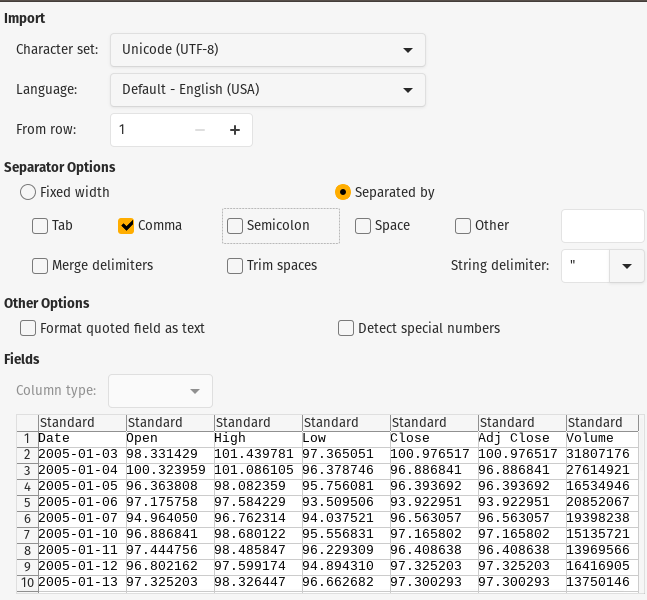 Import
Character set: Unicode (UTF-8)
Language: Default - English (USA)
From row: 1 − +
Separator Options
Fixed width Separated by
Tab Comma Semicolon Space Other
Merge delimiters Trim spaces String delimiter: "
Other Options
Format quoted field as text Detect special numbers
Fields
Column type:
Standard Standard Standard Standard Standard Standard Standard
1 Date Open High Low Close Adj Close Volume
2 2005-01-03 98.331429 101.439781 97.365051 100.976517 100.976517 31807176
3 2005-01-04 100.323959 101.086105 96.378746 96.886841 96.886841 27614921
4 2005-01-05 96.363808 98.082359 95.756081 96.393692 96.393692 16534946
5 2005-01-06 97.175758 97.584229 93.509506 93.922951 93.922951 20852067
6 2005-01-07 94.964050 96.762314 94.037521 96.563057 96.563057 19398238
7 2005-01-10 96.886841 98.680122 95.556831 97.165802 97.165802 15135721
8 2005-01-11 97.444756 98.485847 96.229309 96.408638 96.408638 13969566
9 2005-01-12 96.802162 97.599174 94.894310 97.325203 97.325203 16416905
10 2005-01-13 97.325203 98.326447 96.662682 97.300293 97.300293 13750146